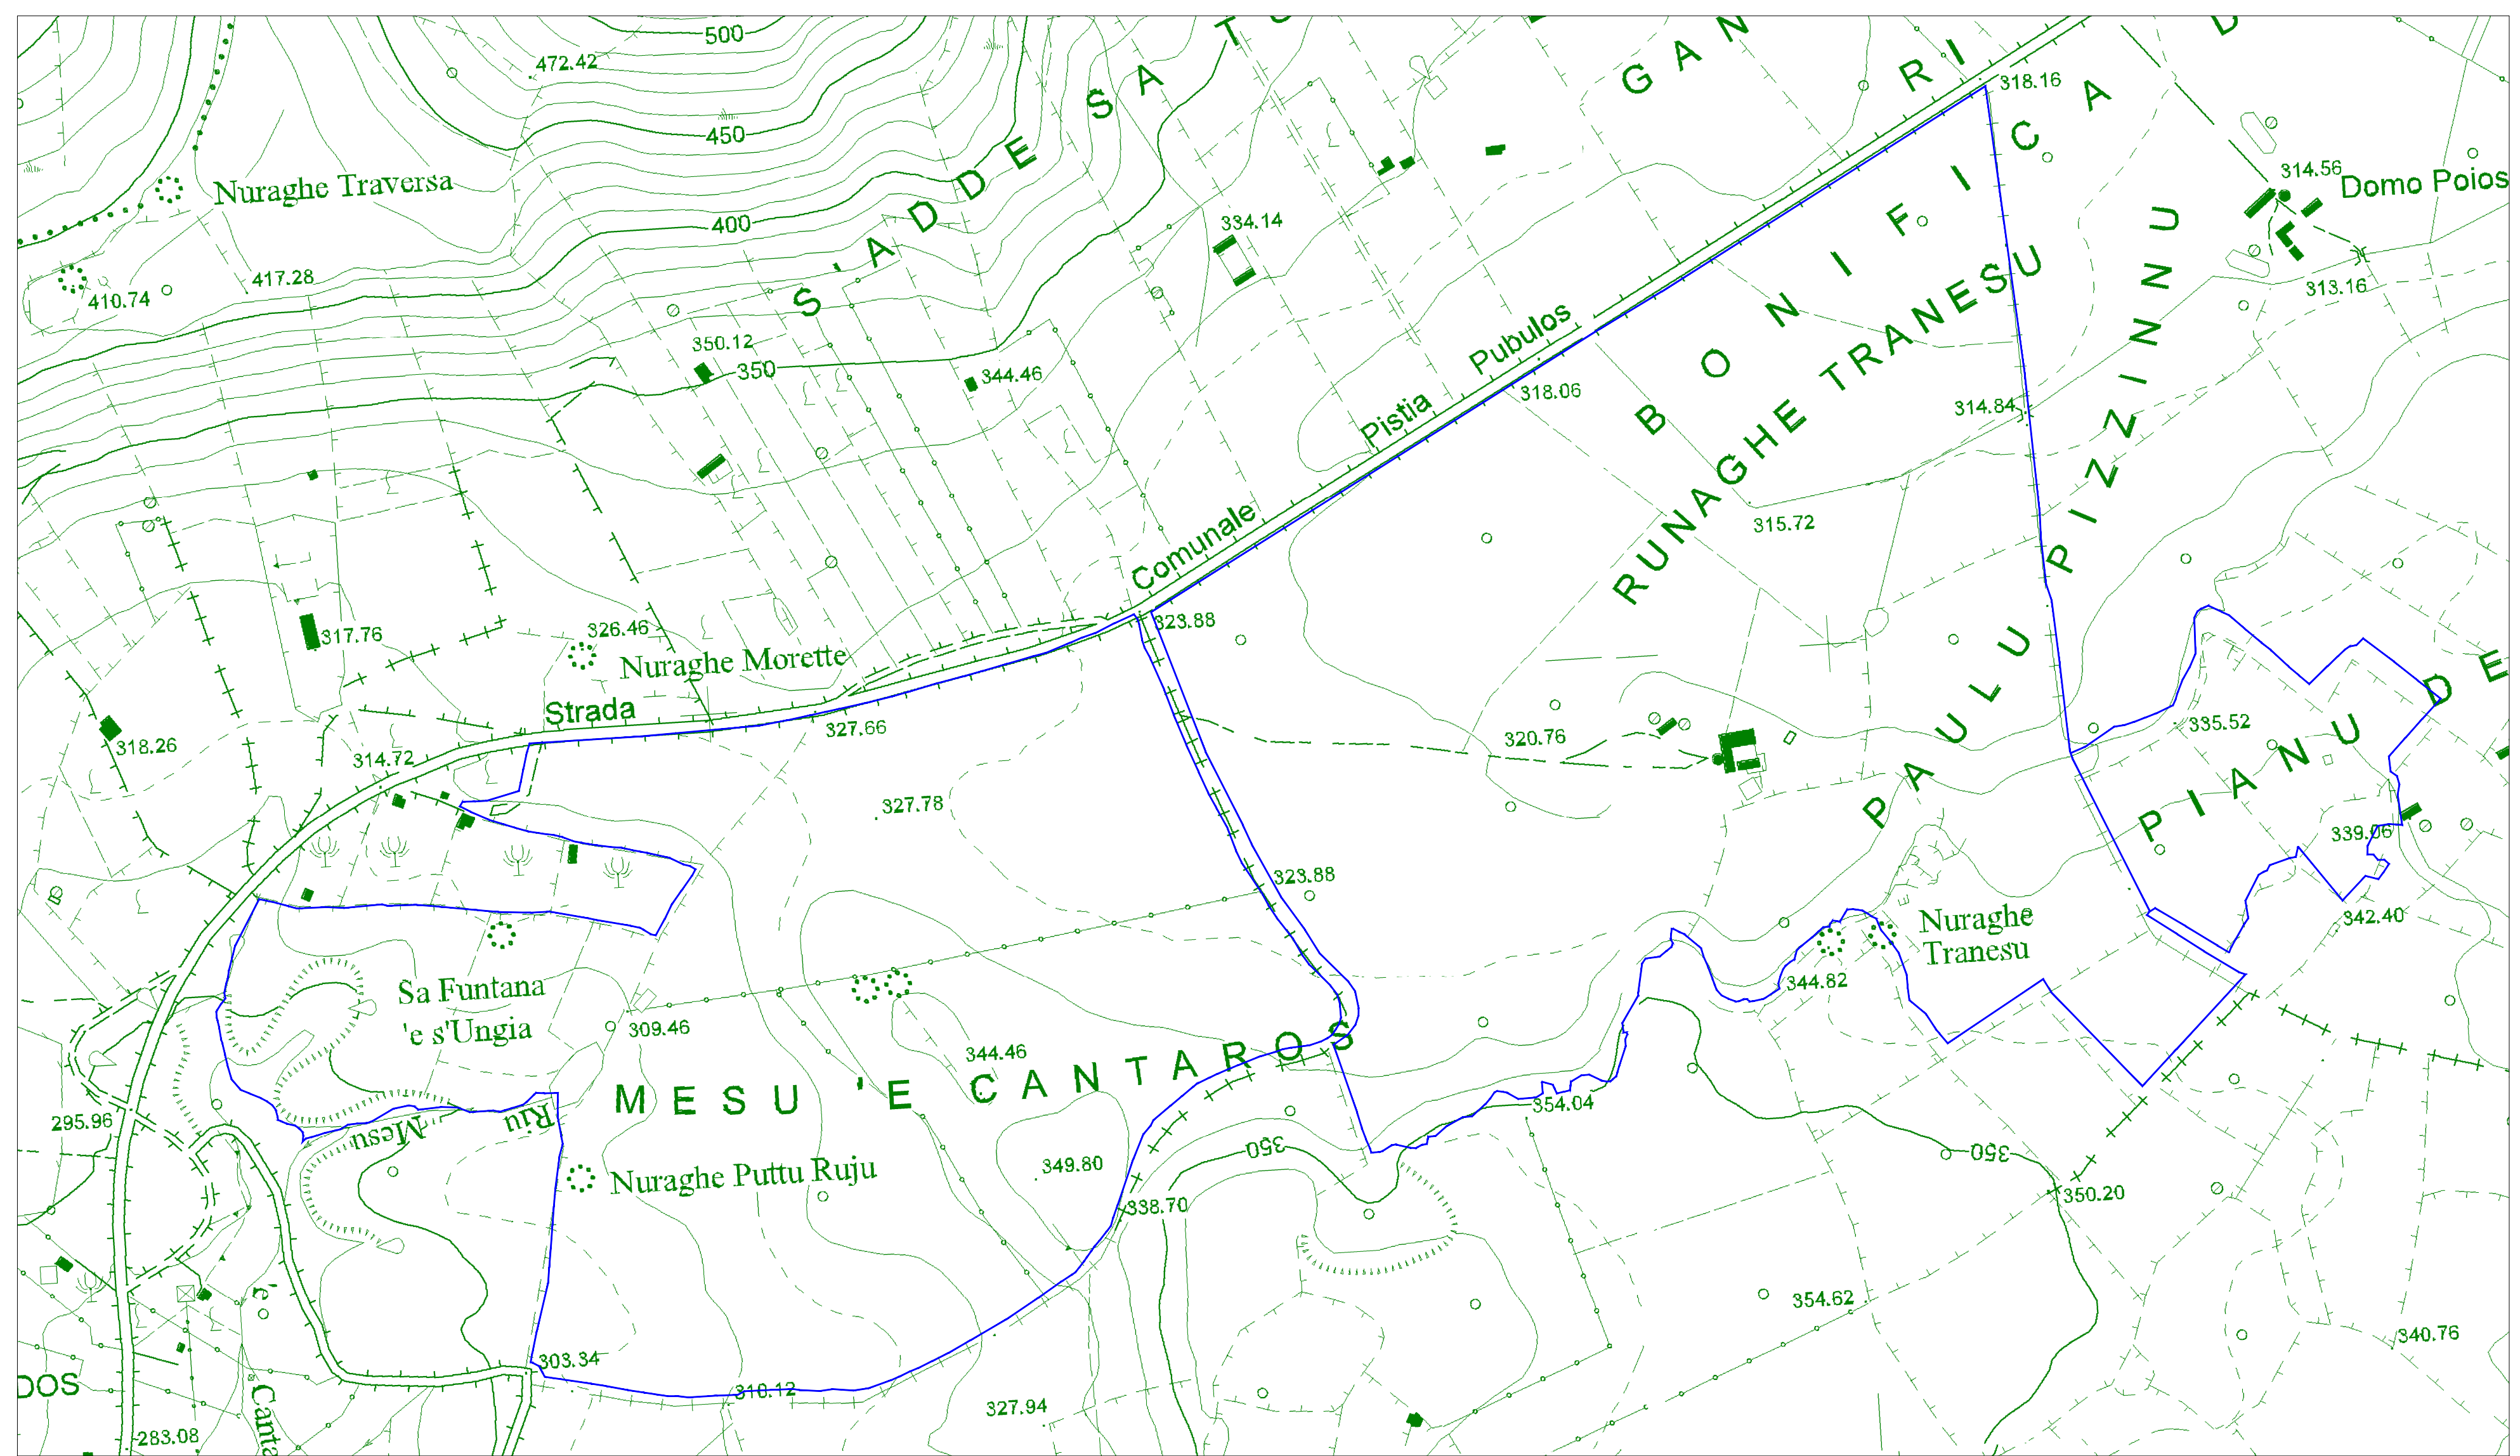 500
472.42
318.16
450
314.56
Domo Poios
Nuraghe Traversa
S'ADDE SA
GAN
RI
BONIFICA
D
400
334.14
417.28
410.74
313.16
350.12
350
344.46
Strada Comunale Pistia Pubulos
318.06
314.84
RUNAGHE TRANESU
315.72
PAULU PIZZINNU
317.76
326.46
Nuraghe Morette
323.88
327.66
318.26
314.72
320.76
335.52
PIANU DE
327.78
339.06
323.88
342.40
Nuraghe
Tranesu
344.82
Sa Funtana
'e s'Ungia
309.46
344.46
MESU 'E CANTAROS
295.96
Riu Mesu
'e
354.04
350
350
349.80
Nuraghe Puttu Ruju
338.70
350.20
354.62
340.76
303.34
310.12
327.94
DOS
Canta
283.08